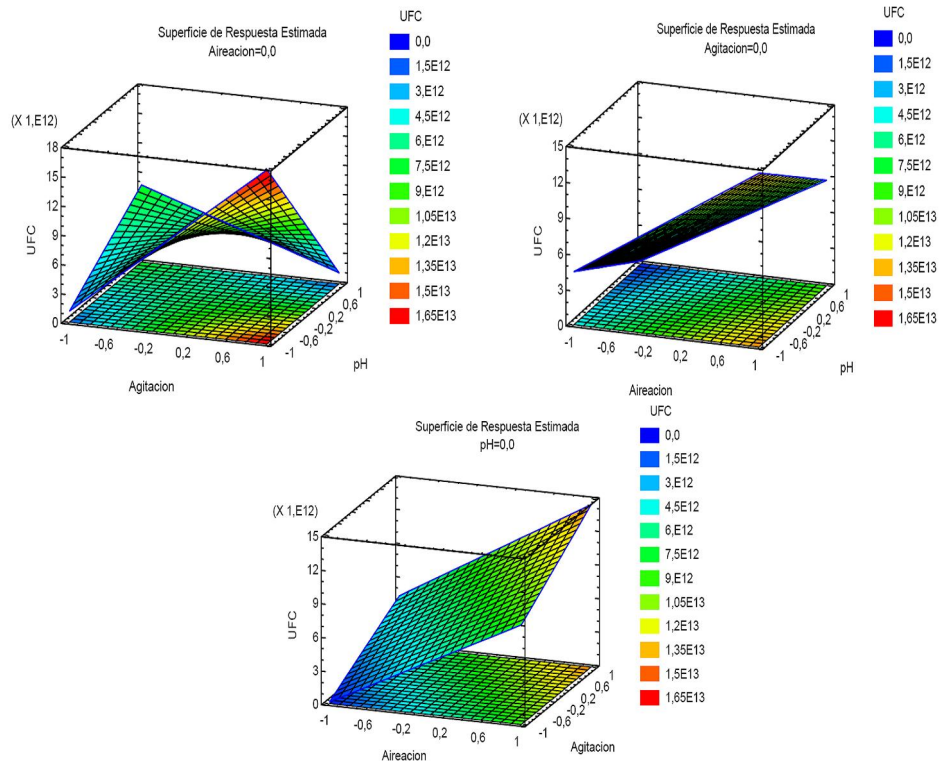 Superficie de Respuesta Estimada
Aireacion=0,0
UFC
0,0
1,5E12
3,E12
4,5E12
6,E12
7,5E12
9,E12
1,05E13
1,2E13
1,35E13
1,5E13
1,65E13
(X 1,E12)
18
15
12
9
6
3
0
UFC
-1
-0,6
-0,2
0,2
0,6
1
Agitacion
-1
-0,6
-0,2
0,2
0,6
1
pH
Superficie de Respuesta Estimada
Agitacion=0,0
UFC
0,0
1,5E12
3,E12
4,5E12
6,E12
7,5E12
9,E12
1,05E13
1,2E13
1,35E13
1,5E13
1,65E13
(X 1,E12)
15
12
9
6
3
0
UFC
-1
-0,6
-0,2
0,2
0,6
1
Aireacion
-1
-0,6
-0,2
0,2
0,6
1
pH
Superficie de Respuesta Estimada
pH=0,0
UFC
0,0
1,5E12
3,E12
4,5E12
6,E12
7,5E12
9,E12
1,05E13
1,2E13
1,35E13
1,5E13
1,65E13
(X 1,E12)
15
12
9
6
3
0
UFC
-1
-0,6
-0,2
0,2
0,6
1
Aireacion
-1
-0,6
-0,2
0,2
0,6
1
Agitacion